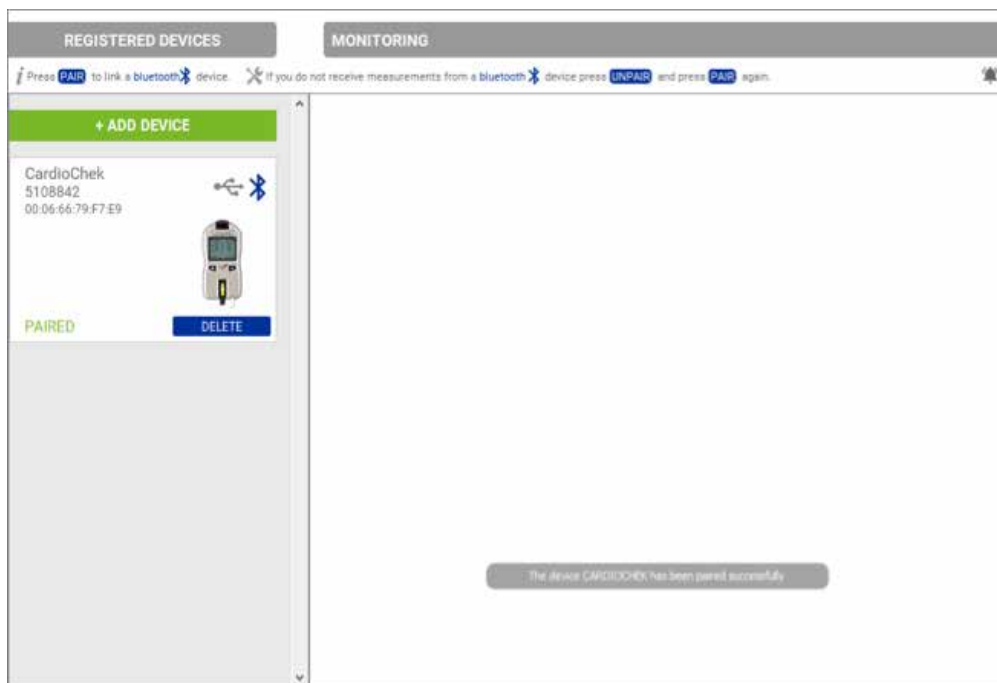 REGISTERED DEVICES
MONITORING
i Press PAIR to link a bluetooth device.
If you do not receive measurements from a bluetooth device press UNPAIR and press PAIR again.
+ ADD DEVICE
CardioChek
5108842
00:06:66:79:F7:E9
PAIRED
DELETE
The device CARDIOCHEK has been paired successfully